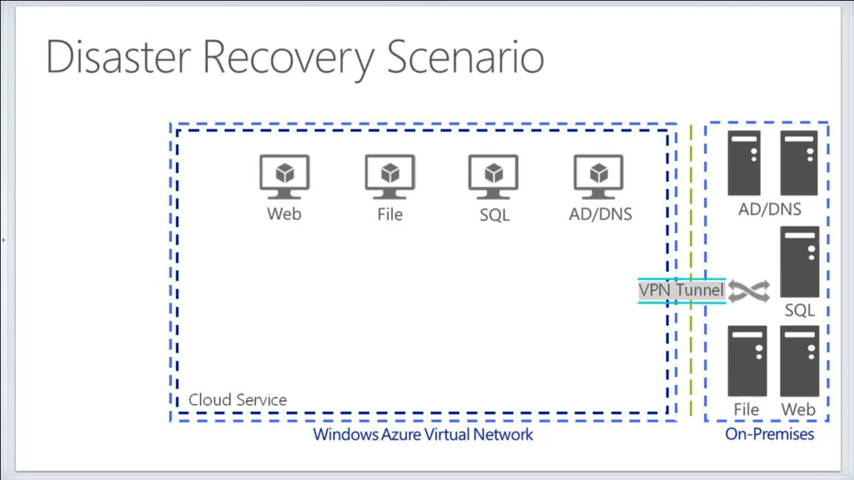 Disaster Recovery Scenario
Web
File
SQL
AD/DNS
AD/DNS
VPN Tunnel
SQL
File
Web
Cloud Service
Windows Azure Virtual Network
On-Premises